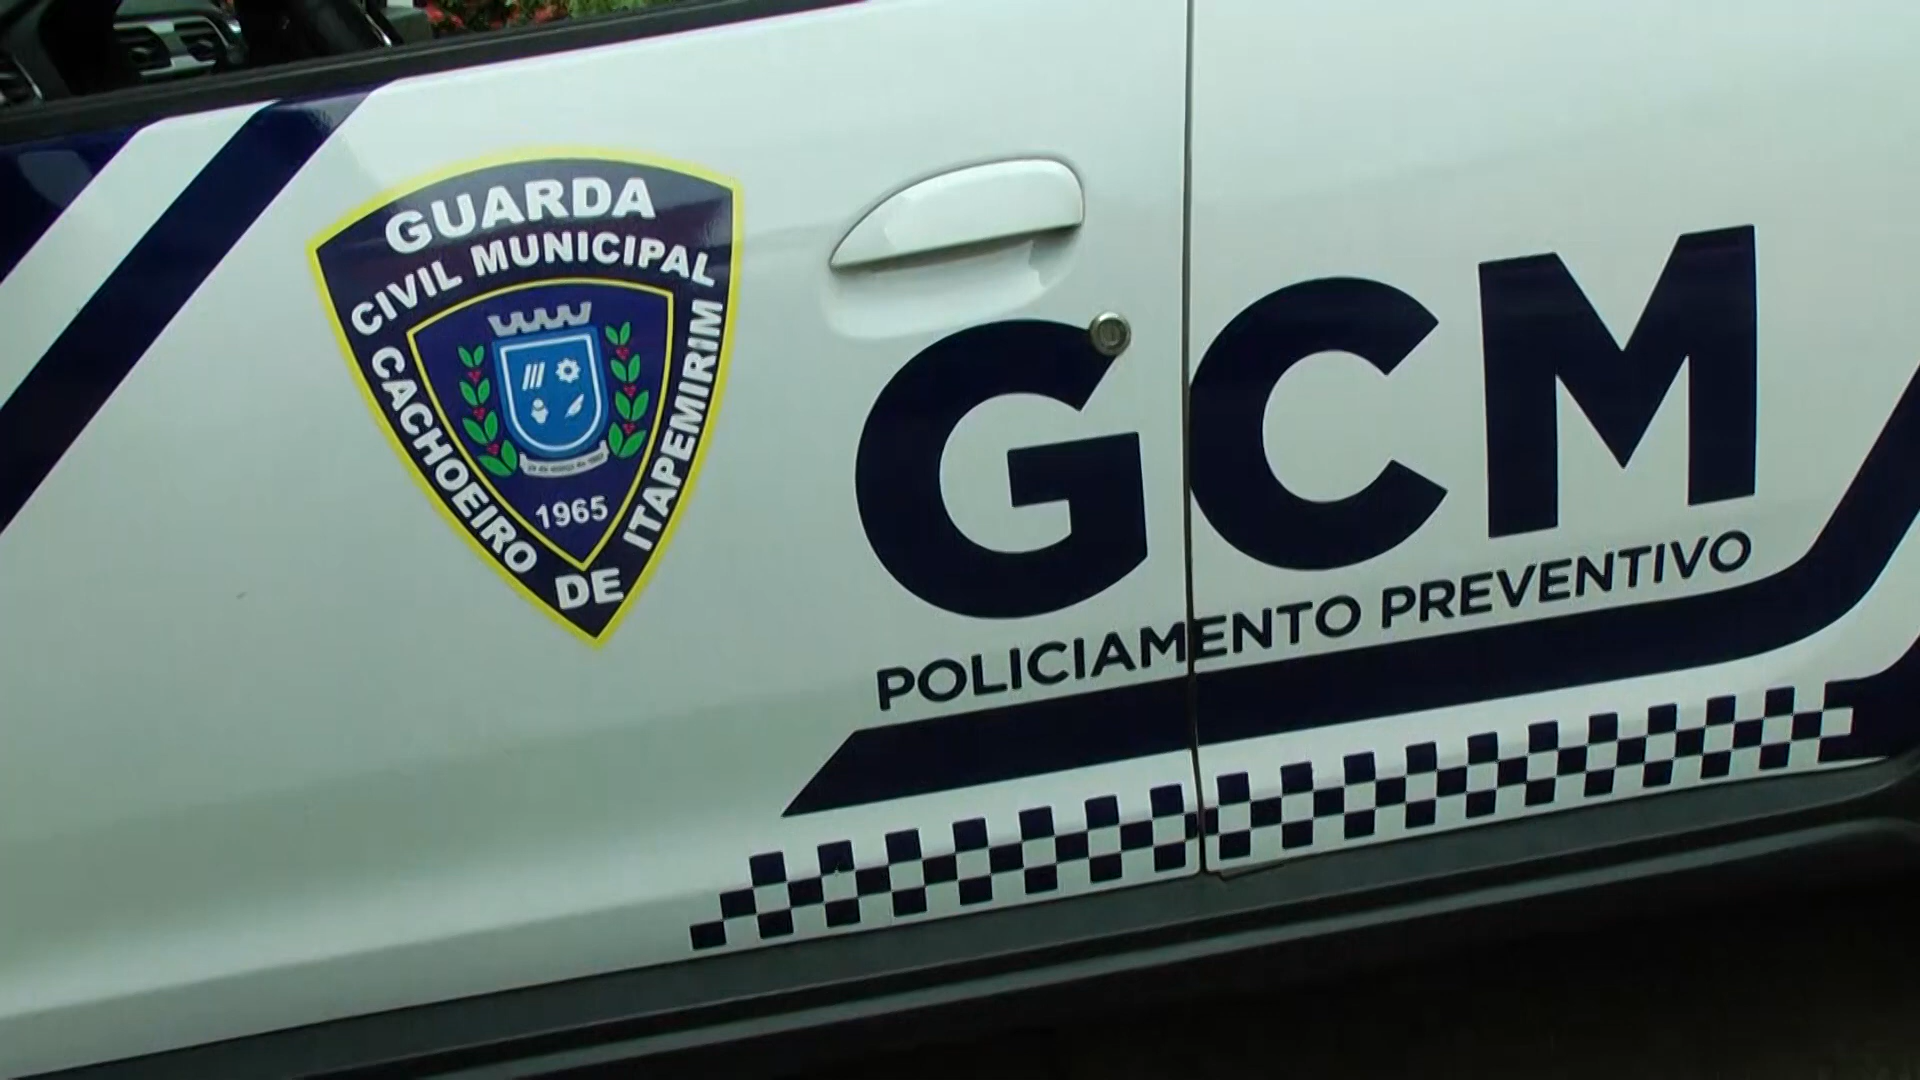 GUARDA
CIVIL MUNICIPAL
CACHOEIRO
DE
ITAPEMIRIM
1965
GCM
POLICIAMENTO PREVENTIVO